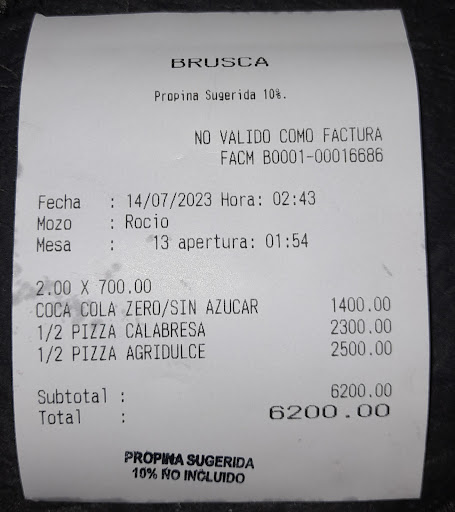 BRUSCA
Propina Sugerida 10%.
NO VALIDO COMO FACTURA
FACM B0001-00016686
Fecha : 14/07/2023 Hora: 02:43
Mozo : Rocio
Mesa : 13 apertura: 01:54
2.00 X 700.00
COCA COLA ZERO/SIN AZUCAR 1400.00
1/2 PIZZA CALABRESA 2300.00
1/2 PIZZA AGRIDULCE 2500.00
Subtotal : 6200.00
Total : 6200.00
PROPINA SUGERIDA
10% NO INCLUIDO